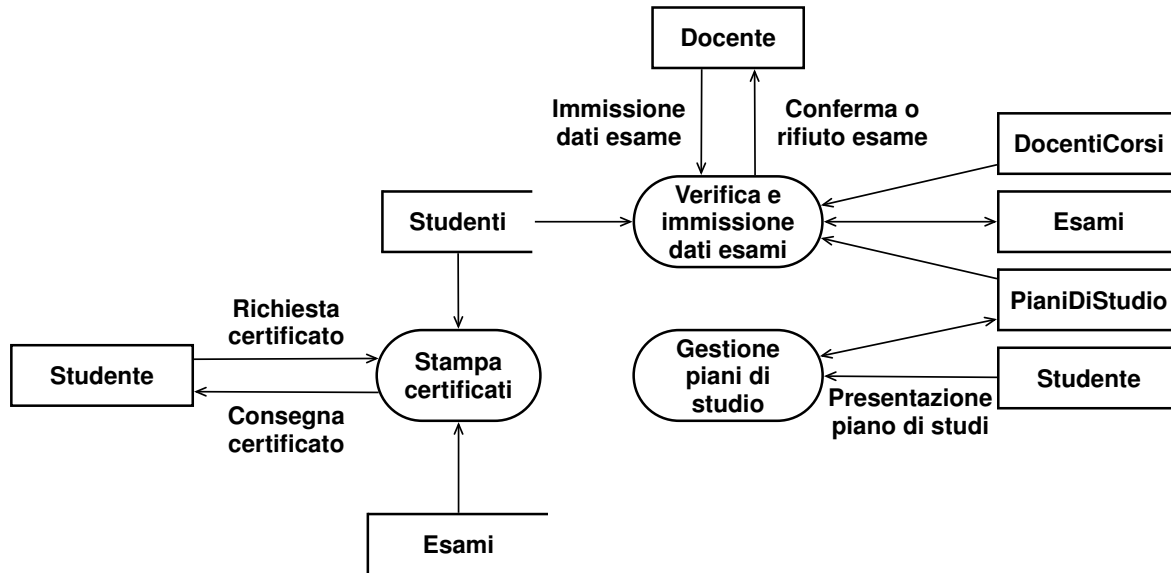 Docente
Immissione
dati esame
Conferma o
rifiuto esame
DocentiCorsi
Studenti
Verifica e
immissione
dati esami
Esami
PianiDiStudio
Richiesta
certificato
Studente
Stampa
certificati
Gestione
piani di
studio
Studente
Consegna
certificato
Presentazione
piano di studi
Esami